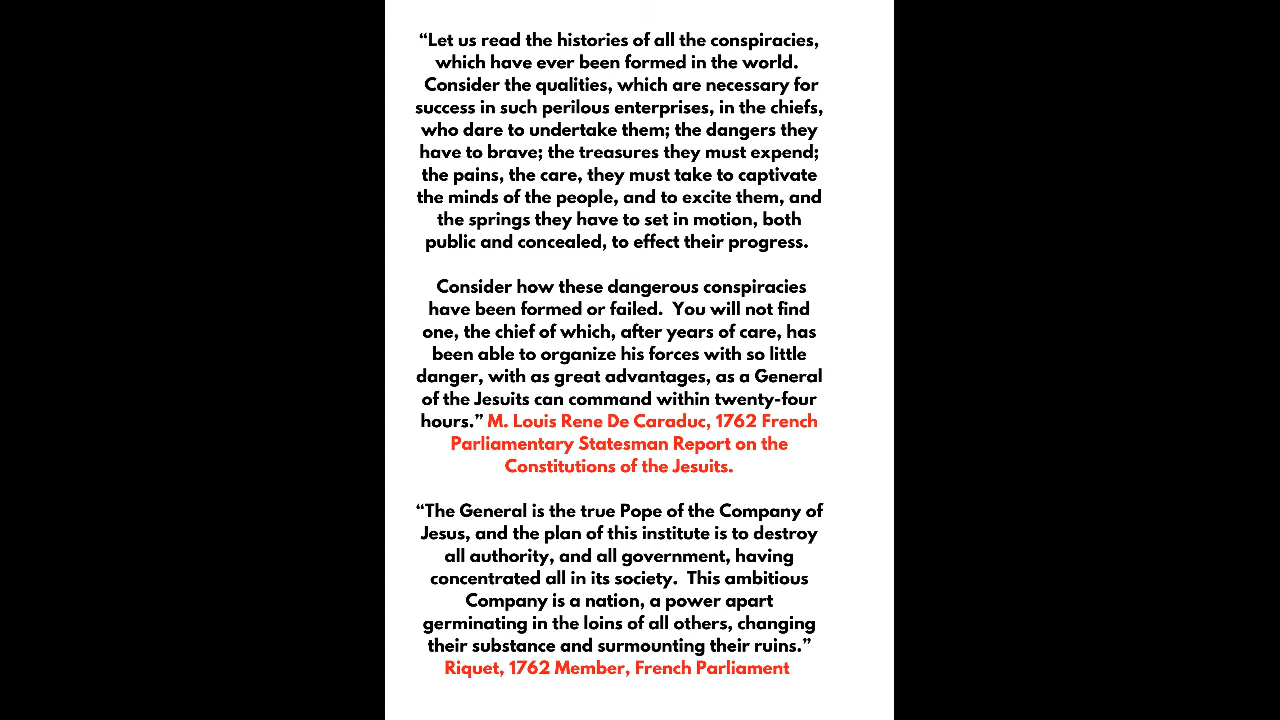 “Let us read the histories of all the conspiracies,
which have ever been formed in the world.
Consider the qualities, which are necessary for
success in such perilous enterprises, in the chiefs,
who dare to undertake them; the dangers they
have to brave; the treasures they must expend;
the pains, the care, they must take to captivate
the minds of the people, and to excite them, and
the springs they have to set in motion, both
public and concealed, to effect their progress.
Consider how these dangerous conspiracies
have been formed or failed.  You will not find
one, the chief of which, after years of care, has
been able to organize his forces with so little
danger, with as great advantages, as a General
of the Jesuits can command within twenty-four
hours.” M. Louis Rene De Caraduc, 1762 French
Parliamentary Statesman Report on the
Constitutions of the Jesuits.
“The General is the true Pope of the Company of
Jesus, and the plan of this institute is to destroy
all authority, and all government, having
concentrated all in its society.  This ambitious
Company is a nation, a power apart
germinating in the loins of all others, changing
their substance and surmounting their ruins.”
Riquet, 1762 Member, French Parliament